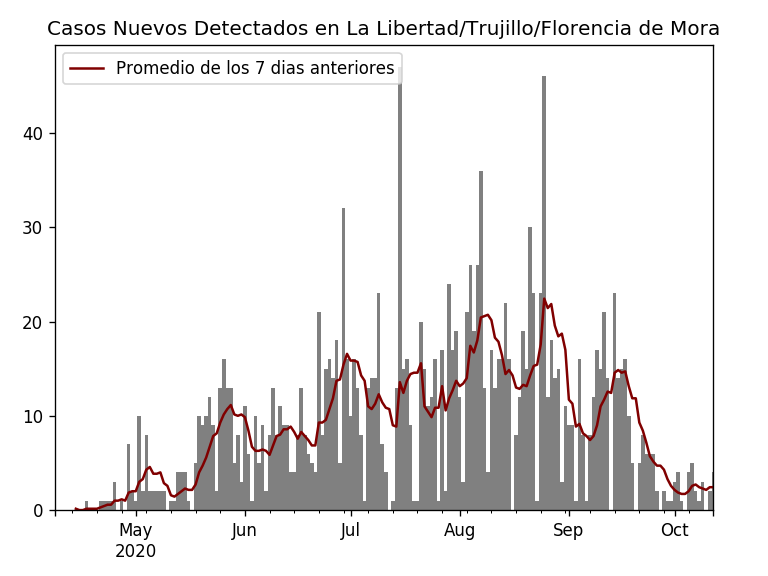 Casos Nuevos Detectados en La Libertad/Trujillo/Florencia de Mora
Promedio de los 7 dias anteriores
40
30
20
10
0
May Jun Jul Aug Sep Oct
2020